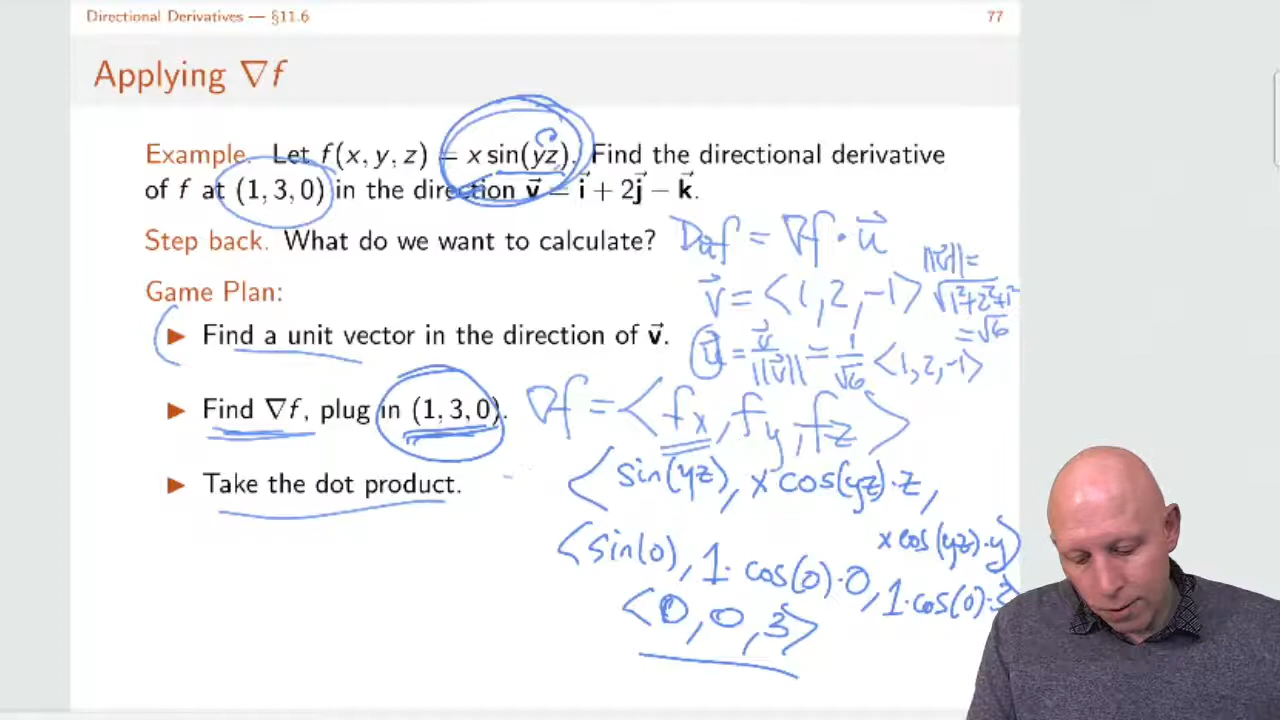 Directional Derivatives — §11.6 77
Applying ∇f
Example. Let f(x, y, z) = x sin(yz). Find the directional derivative
of f at (1, 3, 0) in the direction v⃗ = i⃗ + 2j⃗ − k⃗.
Step back. What do we want to calculate? Duf = ∇f · u⃗
Game Plan: v⃗ = <1, 2, −1> ||v⃗|| =
√1²+2²+1²
= √6
▶ Find a unit vector in the direction of v⃗. u⃗ = v⃗/||v⃗|| = 1/√6 <1, 2, −1>
▶ Find ∇f, plug in (1, 3, 0). ∇f = <fx, fy, fz>
▶ Take the dot product. <sin(yz), x cos(yz)·z,
x cos(yz)·y>
<sin(0), 1·cos(0)·0, 1·cos(0)·3>
<0, 0, 3>